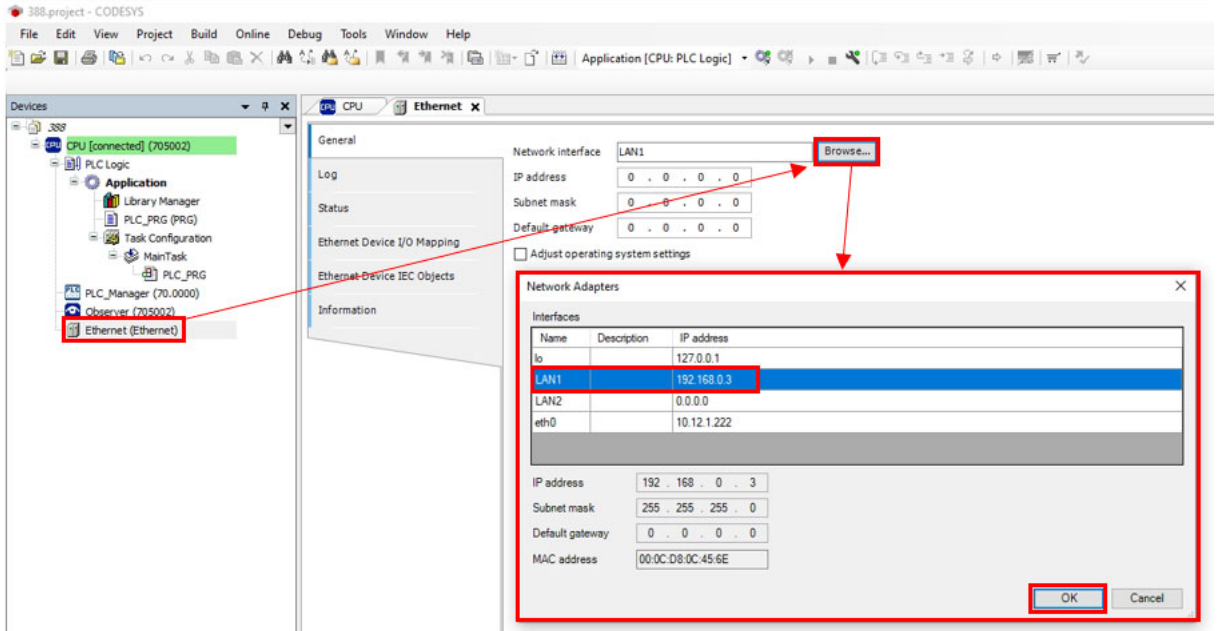 388.project - CODESYS
File Edit View Project Build Online Debug Tools Window Help
Application [CPU: PLC Logic]
Devices
388
CPU [connected] (705002)
PLC Logic
Application
Library Manager
PLC_PRG (PRG)
Task Configuration
MainTask
PLC_PRG
PLC_Manager (70.0000)
Observer (705002)
Ethernet (Ethernet)
CPU CPU Ethernet x
General
Log
Status
Ethernet Device I/O Mapping
Ethernet Device IEC Objects
Information
Network interface LAN1 Browse...
IP address 0 . 0 . 0 . 0
Subnet mask 0 . 0 . 0 . 0
Default gateway 0 . 0 . 0 . 0
Adjust operating system settings
Network Adapters
Interfaces
Name Description IP address
lo 127.0.0.1
LAN1 192.168.0.3
LAN2 0.0.0.0
eth0 10.12.1.222
IP address 192 . 168 . 0 . 3
Subnet mask 255 . 255 . 255 . 0
Default gateway 0 . 0 . 0 . 0
MAC address 00:0C:D8:0C:45:6E
OK Cancel